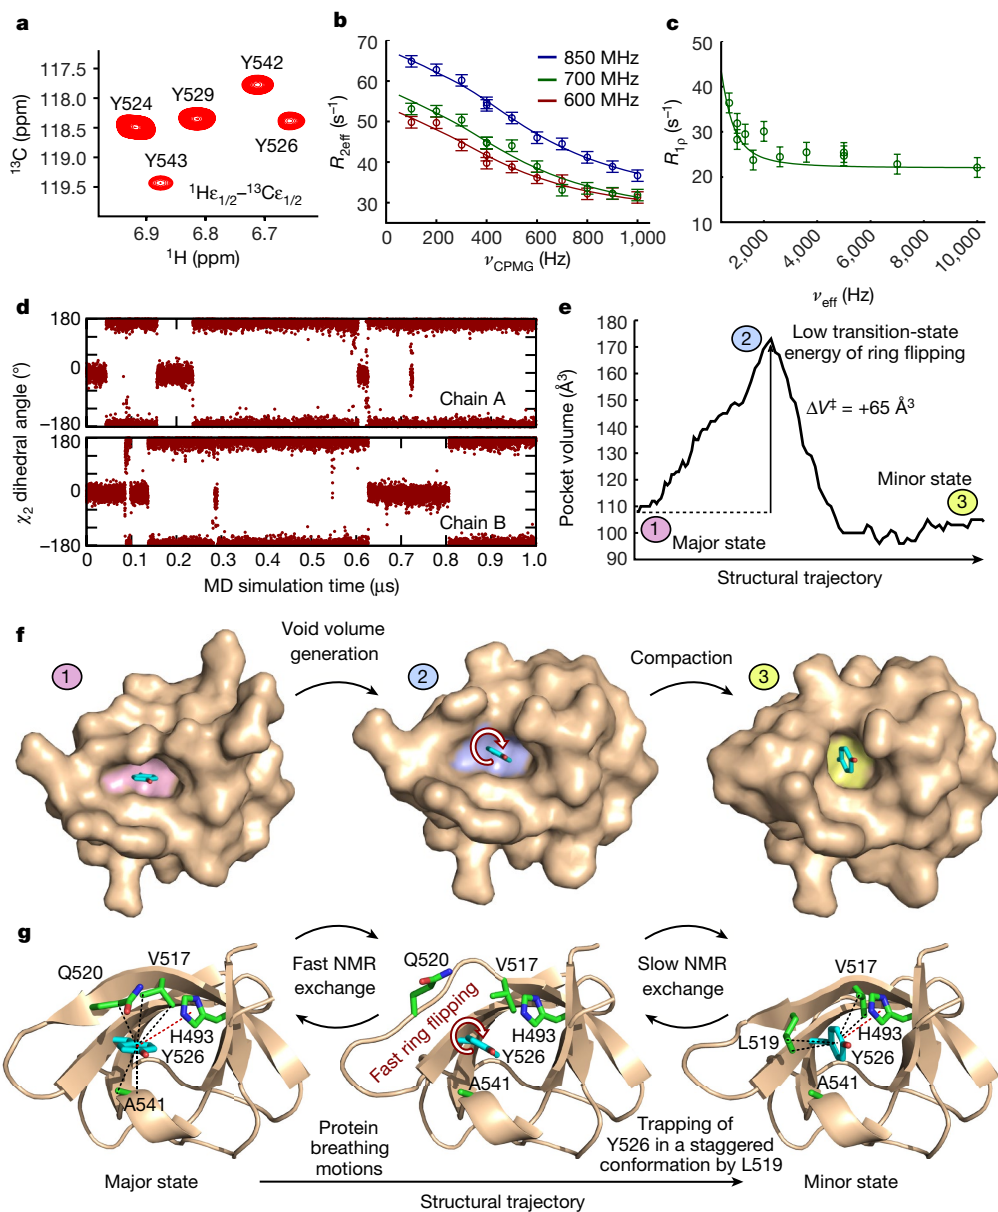 a
117.5
118.0
118.5
119.0
119.5
13C (ppm)
Y542
Y524
Y529
Y526
Y543
1Hε1/2–13Cε1/2
6.9
6.8
6.7
1H (ppm)
b
70
60
50
40
30
R2eff (s−1)
850 MHz
700 MHz
600 MHz
0
200
400
600
800
1,000
νCPMG (Hz)
c
50
40
30
20
10
R1ρ (s−1)
2,000
4,000
6,000
8,000
10,000
νeff (Hz)
d
180
0
−180
180
0
−180
χ2 dihedral angle (°)
Chain A
Chain B
0
0.1
0.2
0.3
0.4
0.5
0.6
0.7
0.8
0.9
1.0
MD simulation time (μs)
e
180
170
160
150
140
130
120
110
100
90
Pocket volume (Å3)
2
Low transition-state
energy of ring flipping
ΔV‡ = +65 Å3
Minor state
3
1
Major state
Structural trajectory
f
Void volume
generation
Compaction
1
2
3
g
Q520
V517
H493
Y526
A541
Fast NMR
exchange
Q520
V517
Fast ring flipping
H493
Y526
A541
Slow NMR
exchange
V517
H493
L519
Y526
A541
Protein
breathing
motions
Trapping of
Y526 in a staggered
conformation by L519
Major state
Structural trajectory
Minor state